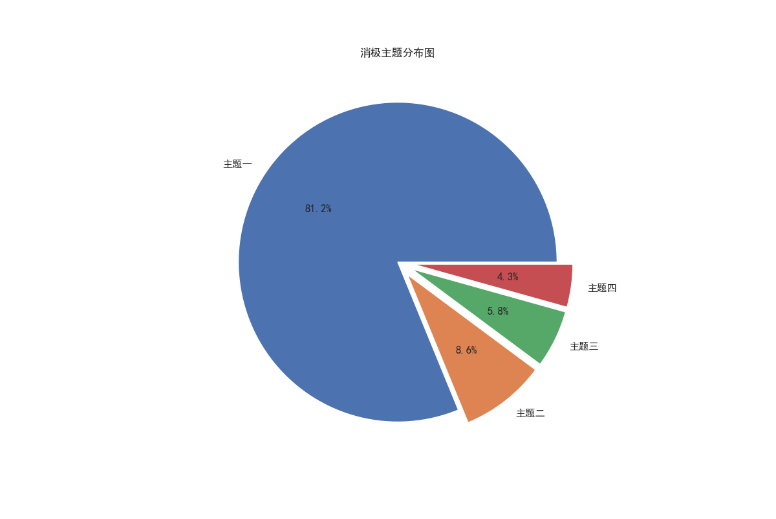 消极主题分布图
主题一
81.2%
4.3%
主题四
5.8%
主题三
8.6%
主题二